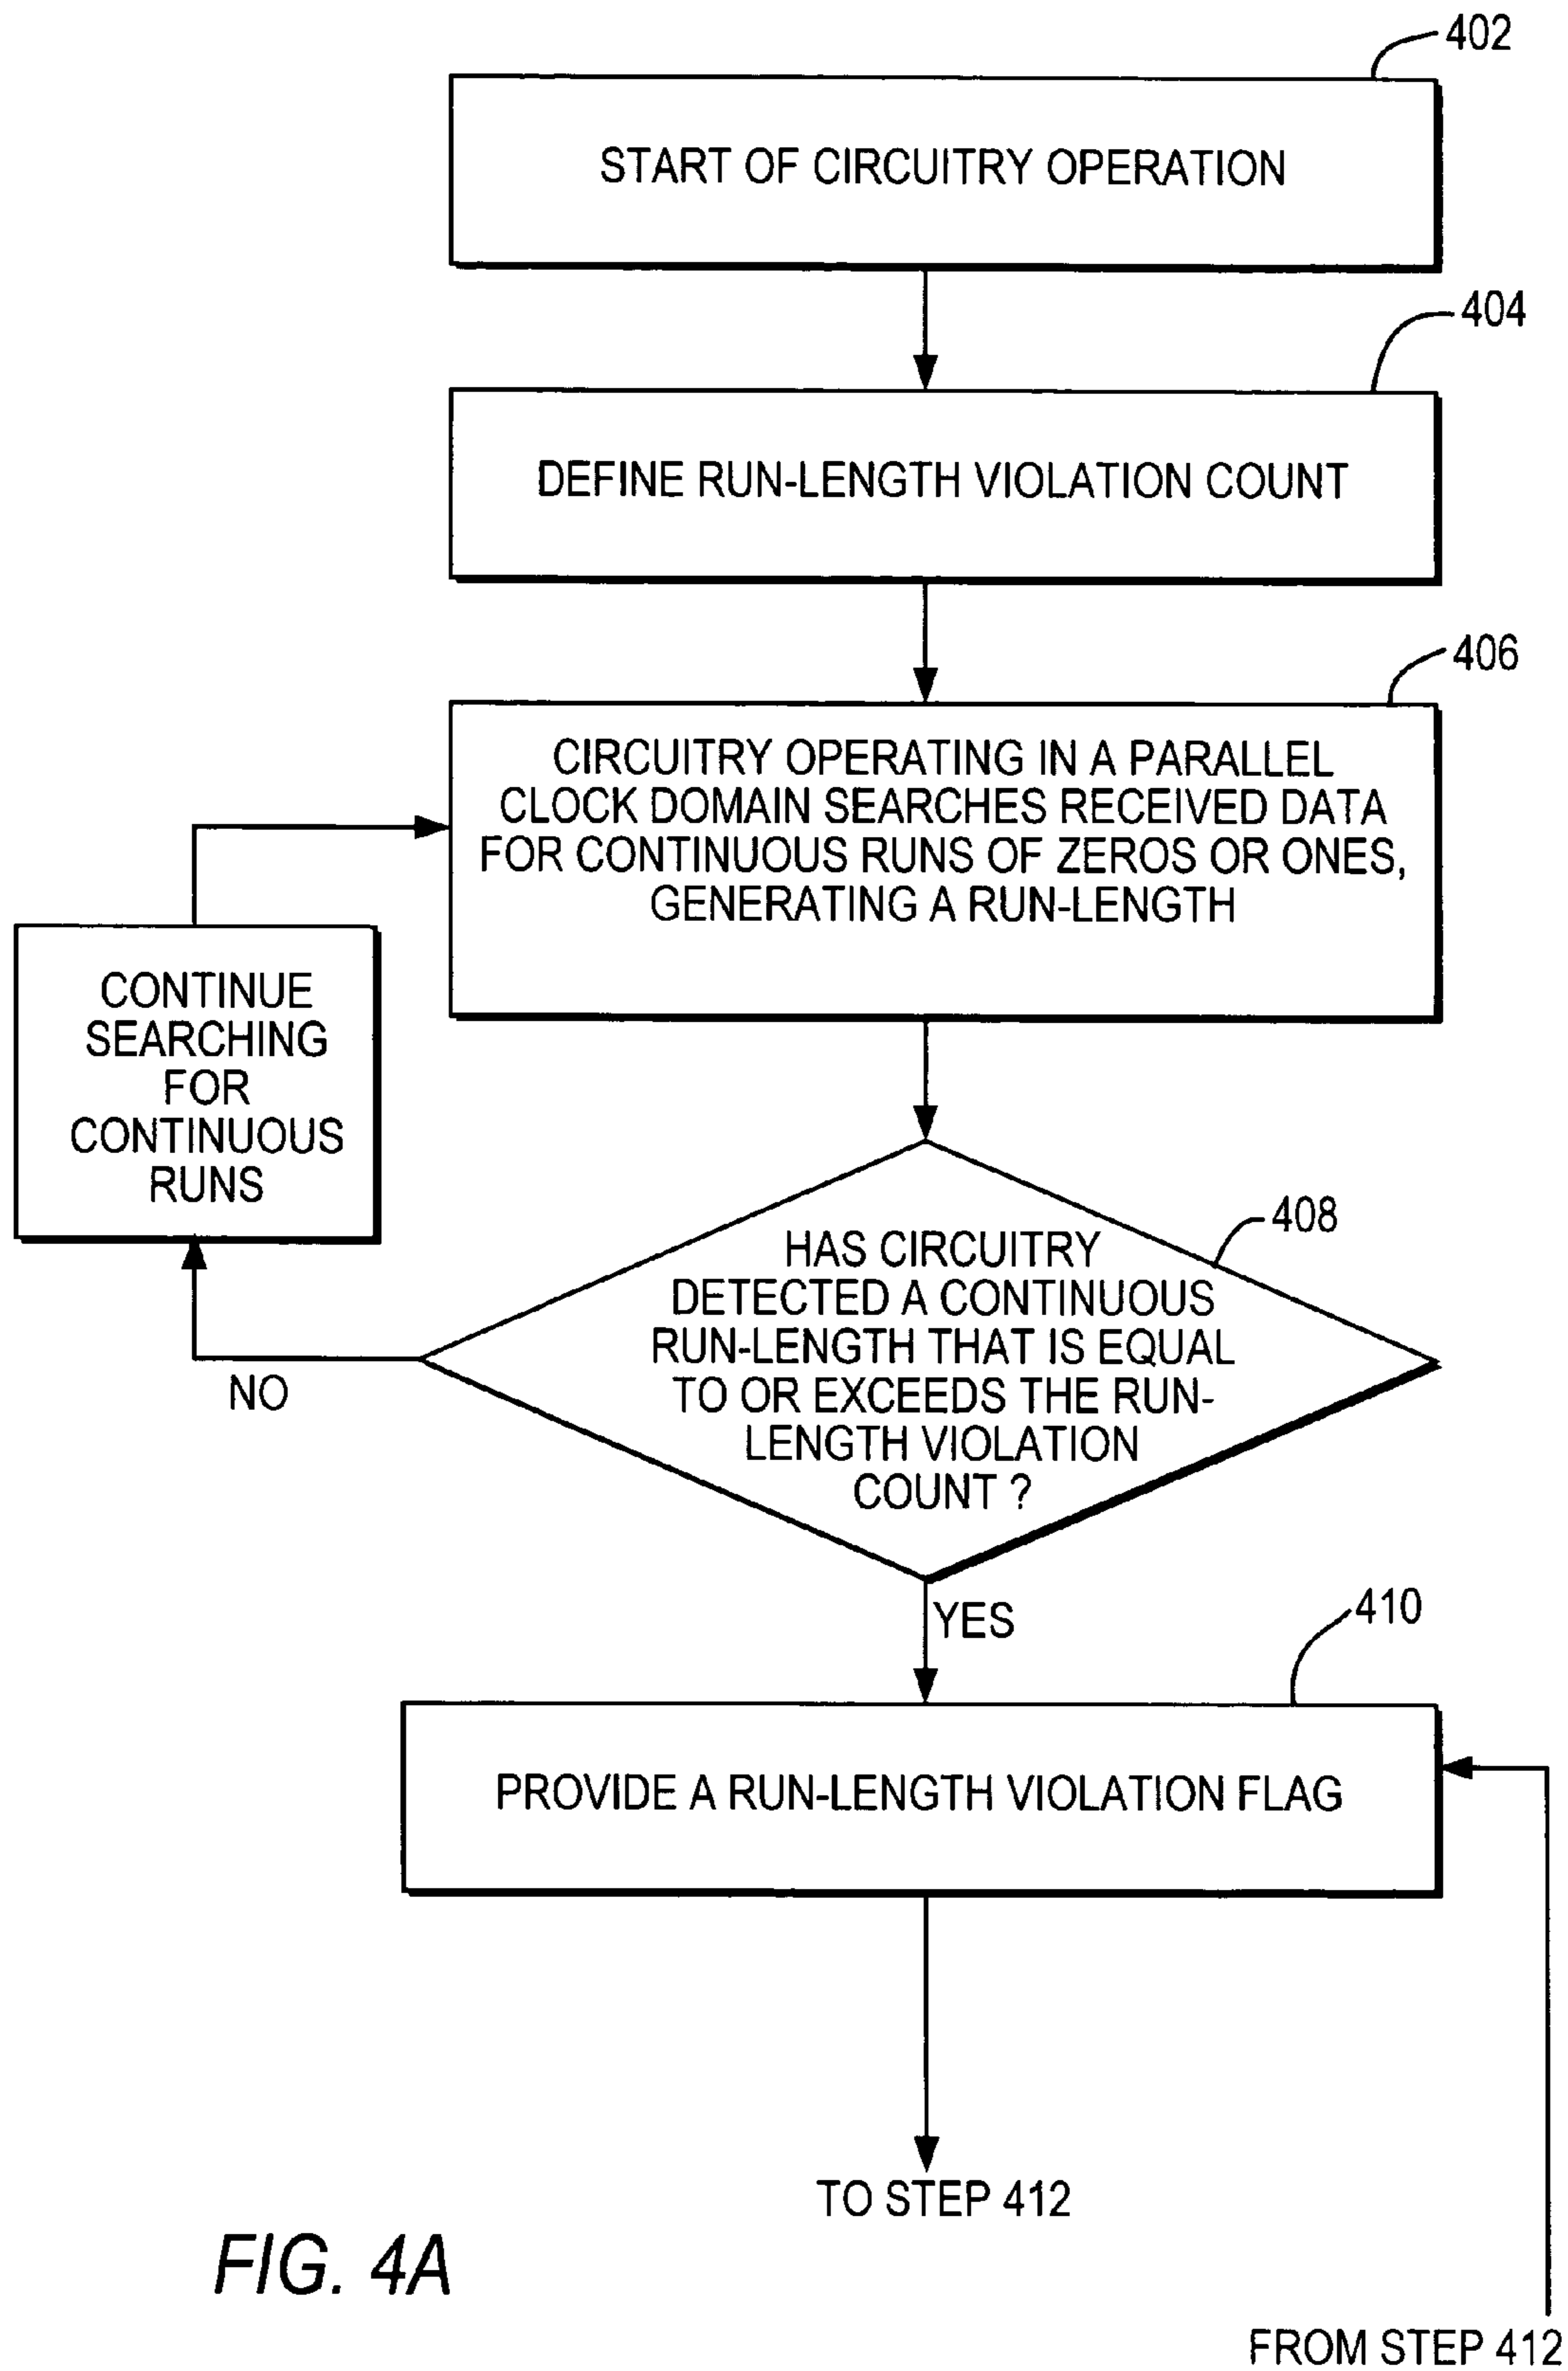 402
START OF CIRCUITRY OPERATION
404
DEFINE RUN-LENGTH VIOLATION COUNT
406
CIRCUITRY OPERATING IN A PARALLEL
CLOCK DOMAIN SEARCHES RECEIVED DATA
FOR CONTINUOUS RUNS OF ZEROS OR ONES,
GENERATING A RUN-LENGTH
CONTINUE
SEARCHING
FOR
CONTINUOUS
RUNS
408
HAS CIRCUITRY
DETECTED A CONTINUOUS
RUN-LENGTH THAT IS EQUAL
TO OR EXCEEDS THE RUN-
LENGTH VIOLATION
COUNT ?
NO
YES
410
PROVIDE A RUN-LENGTH VIOLATION FLAG
TO STEP 412
FIG. 4A
FROM STEP 412